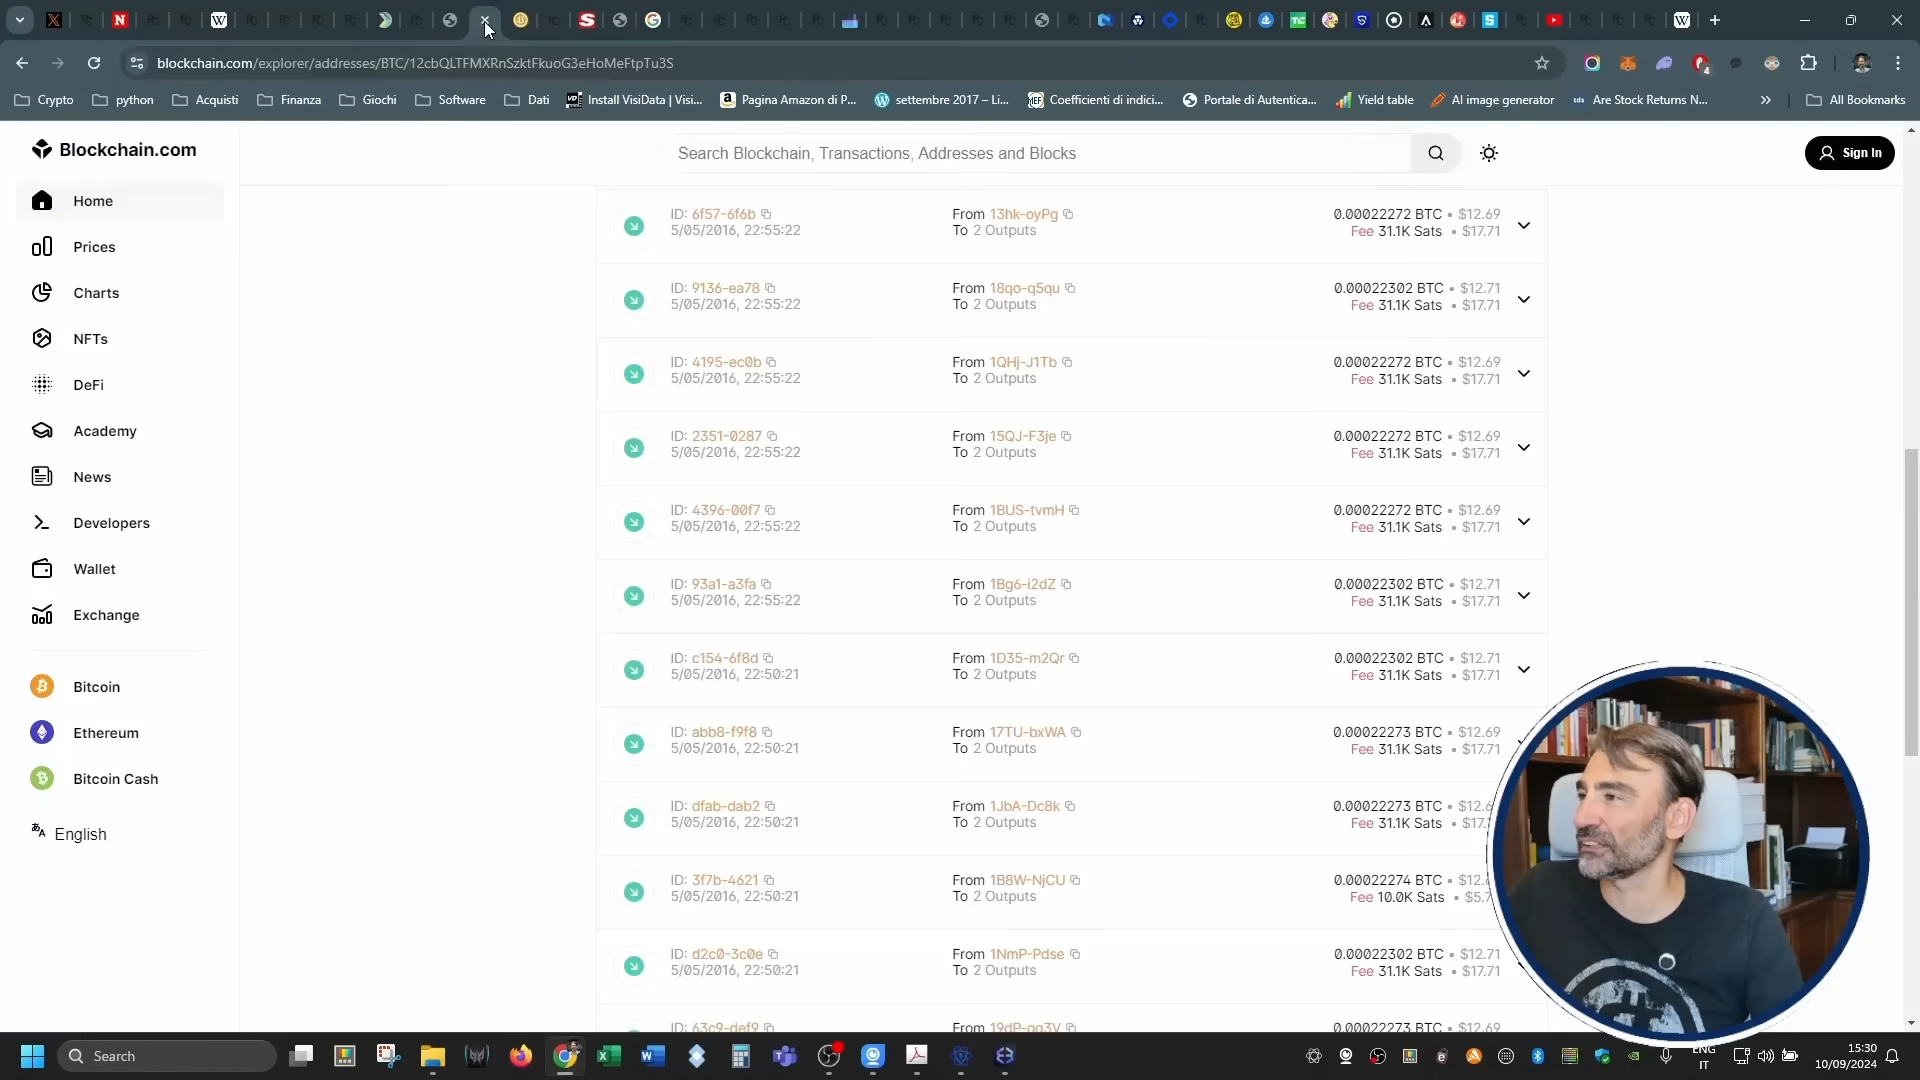 blockchain.com/explorer/addresses/BTC/12cbQLTFMXRnSzktFkuoG3eHoMeFtpTu3S
Crypto
python
Acquisti
Finanza
Giochi
Software
Dati
Install VisiData | Visi...
Pagina Amazon di P...
settembre 2017 – Li...
Coefficienti di indici...
Portale di Autentica...
Yield table
AI image generator
Are Stock Returns N...
All Bookmarks
Blockchain.com
Search Blockchain, Transactions, Addresses and Blocks
Sign In
Home
Prices
Charts
NFTs
DeFi
Academy
News
Developers
Wallet
Exchange
Bitcoin
Ethereum
Bitcoin Cash
English
ID: 6f57-6f6b From 13hk-oyPg 0.00022272 BTC • $12.69
5/05/2016, 22:55:22 To 2 Outputs Fee 31.1K Sats • $17.71
ID: 9136-ea78 From 18qo-q5qu 0.00022302 BTC • $12.71
5/05/2016, 22:55:22 To 2 Outputs Fee 31.1K Sats • $17.71
ID: 4195-ec0b From 1QHj-J1Tb 0.00022272 BTC • $12.69
5/05/2016, 22:55:22 To 2 Outputs Fee 31.1K Sats • $17.71
ID: 2351-0287 From 15QJ-F3je 0.00022272 BTC • $12.69
5/05/2016, 22:55:22 To 2 Outputs Fee 31.1K Sats • $17.71
ID: 4396-00f7 From 1BUS-tvmH 0.00022272 BTC • $12.69
5/05/2016, 22:55:22 To 2 Outputs Fee 31.1K Sats • $17.71
ID: 93a1-a3fa From 1Bg6-i2dZ 0.00022302 BTC • $12.71
5/05/2016, 22:55:22 To 2 Outputs Fee 31.1K Sats • $17.71
ID: c154-6f8d From 1D35-m2Qr 0.00022302 BTC • $12.71
5/05/2016, 22:50:21 To 2 Outputs Fee 31.1K Sats • $17.71
ID: abb8-f9f8 From 17TU-bxWA 0.00022273 BTC • $12.69
5/05/2016, 22:50:21 To 2 Outputs Fee 31.1K Sats • $17.71
ID: dfab-dab2 From 1JbA-Dc8k 0.00022273 BTC • $12.6
5/05/2016, 22:50:21 To 2 Outputs Fee 31.1K Sats • $17.
ID: 3f7b-4621 From 1B8W-NjCU 0.00022274 BTC • $12.
5/05/2016, 22:50:21 To 2 Outputs Fee 10.0K Sats • $5.7
ID: d2c0-3c0e From 1NmP-Pdse 0.00022302 BTC • $12.71
5/05/2016, 22:50:21 To 2 Outputs Fee 31.1K Sats • $17.71
ID: 63c9-def9 From 19dP-gg3V 0.00022273 BTC • $12.69
Search
ENG
IT
15:30
10/09/2024